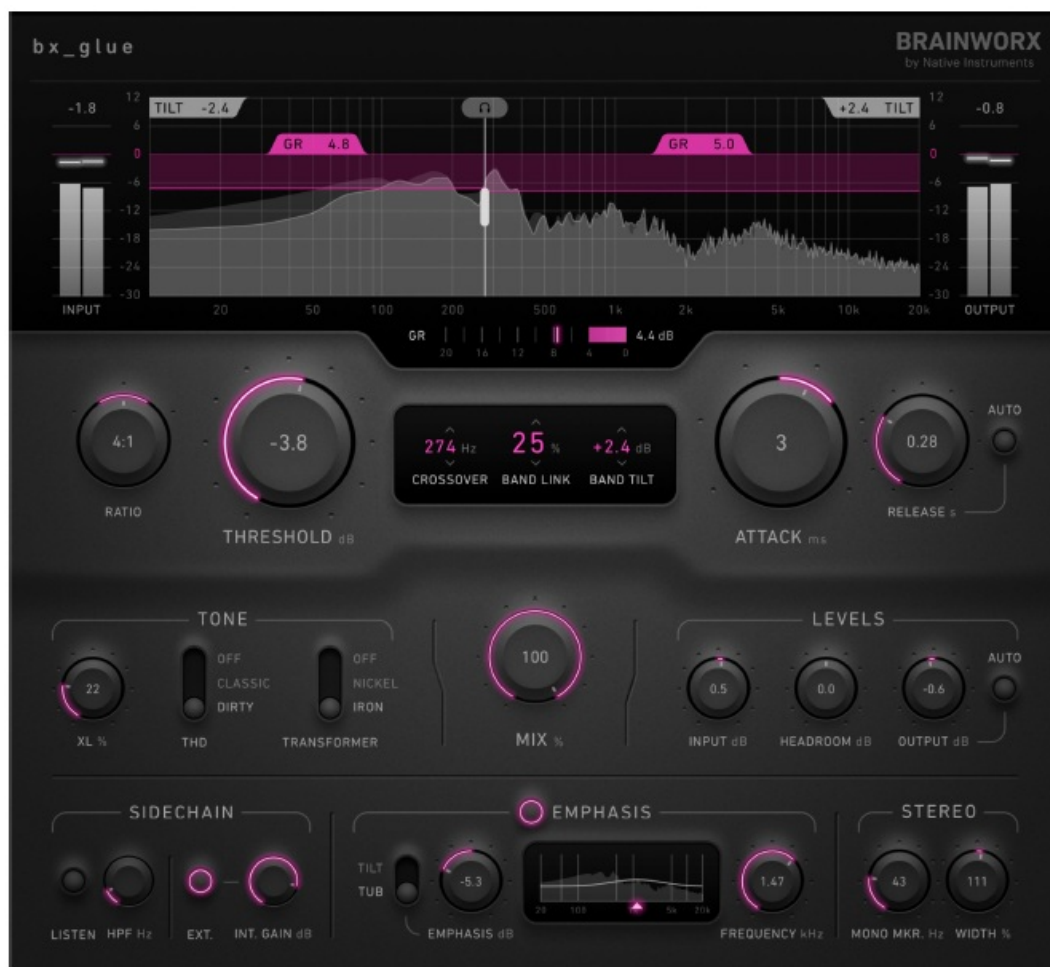 bx_glue
BRAINWORX
by Native Instruments
-1.8
12
TILT -2.4
+2.4 TILT
12
-0.8
6
6
0
GR 4.8
GR 5.0
0
-6
-6
-12
-12
-18
-18
-24
-24
-30
-30
INPUT
20 50 100 200 500 1k 2k 5k 10k 20k
OUTPUT
GR
4.4 dB
20 16 12 8 4 0
4:1
RATIO
-3.8
THRESHOLD dB
274 Hz
CROSSOVER
25 %
BAND LINK
+2.4 dB
BAND TILT
3
ATTACK ms
0.28
RELEASE s
AUTO
TONE
22
XL %
OFF
CLASSIC
DIRTY
THD
OFF
NICKEL
IRON
TRANSFORMER
100
MIX %
LEVELS
0.5
INPUT dB
0.0
HEADROOM dB
-0.6
OUTPUT dB
AUTO
SIDECHAIN
LISTEN
HPF Hz
EXT.
INT. GAIN dB
EMPHASIS
TILT
TUB
-5.3
EMPHASIS dB
20 100 5k 20k
1.47
FREQUENCY kHz
STEREO
43
MONO MKR. Hz
111
WIDTH %